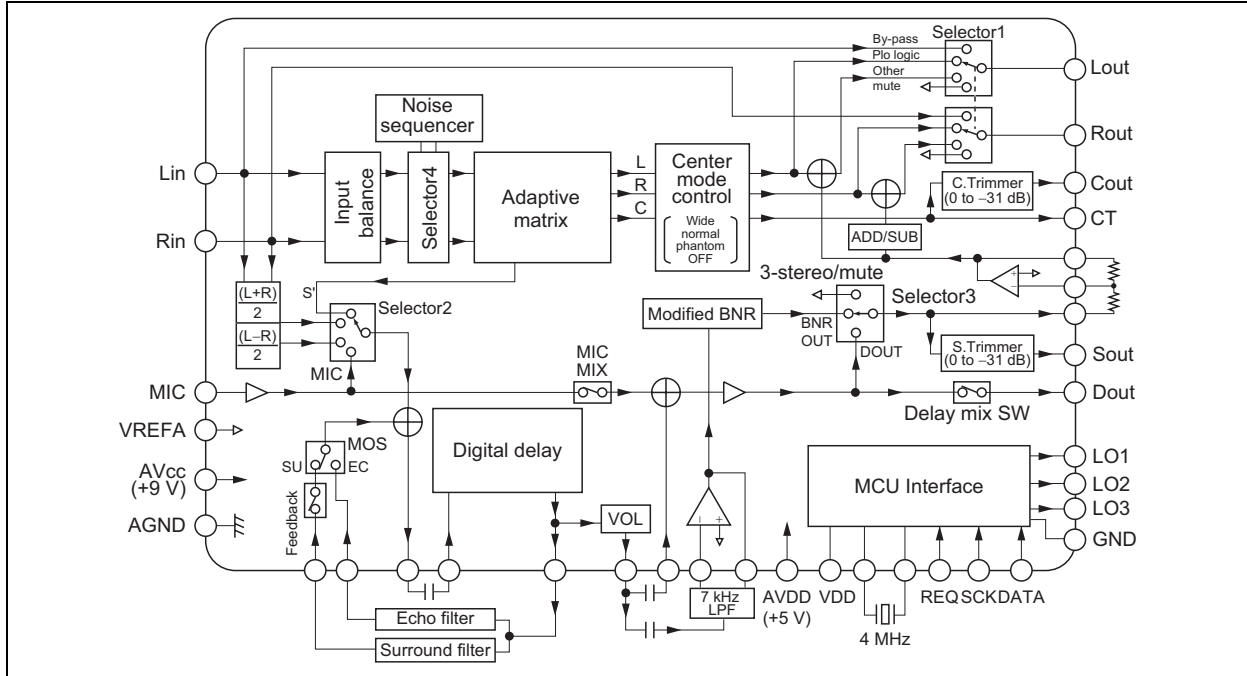 Selector1
By-pass
Plo logic
Other
mute
Lout
Rout
Noise
sequencer
Lin
Rin
Input
balance
Selector4
Adaptive
matrix
L
R
C
Center
mode
control
Wide
normal
phantom
OFF
C.Trimmer
(0 to –31 dB)
Cout
CT
ADD/SUB
+
–
(L+R)
2
(L–R)
2
S'
Selector2
MIC
3-stereo/mute
Selector3
Modified BNR
BNR
OUT
DOUT
S.Trimmer
(0 to –31 dB)
Sout
MIC
MIC
MIX
Dout
Delay mix SW
VREFA
AVcc
(+9 V)
AGND
MOS
SU
EC
Feedback
Digital delay
VOL
–
+
MCU Interface
LO1
LO2
LO3
GND
7 kHz
LPF
AVDD
(+5 V)
VDD
REQ
SCK
DATA
4 MHz
Echo filter
Surround filter